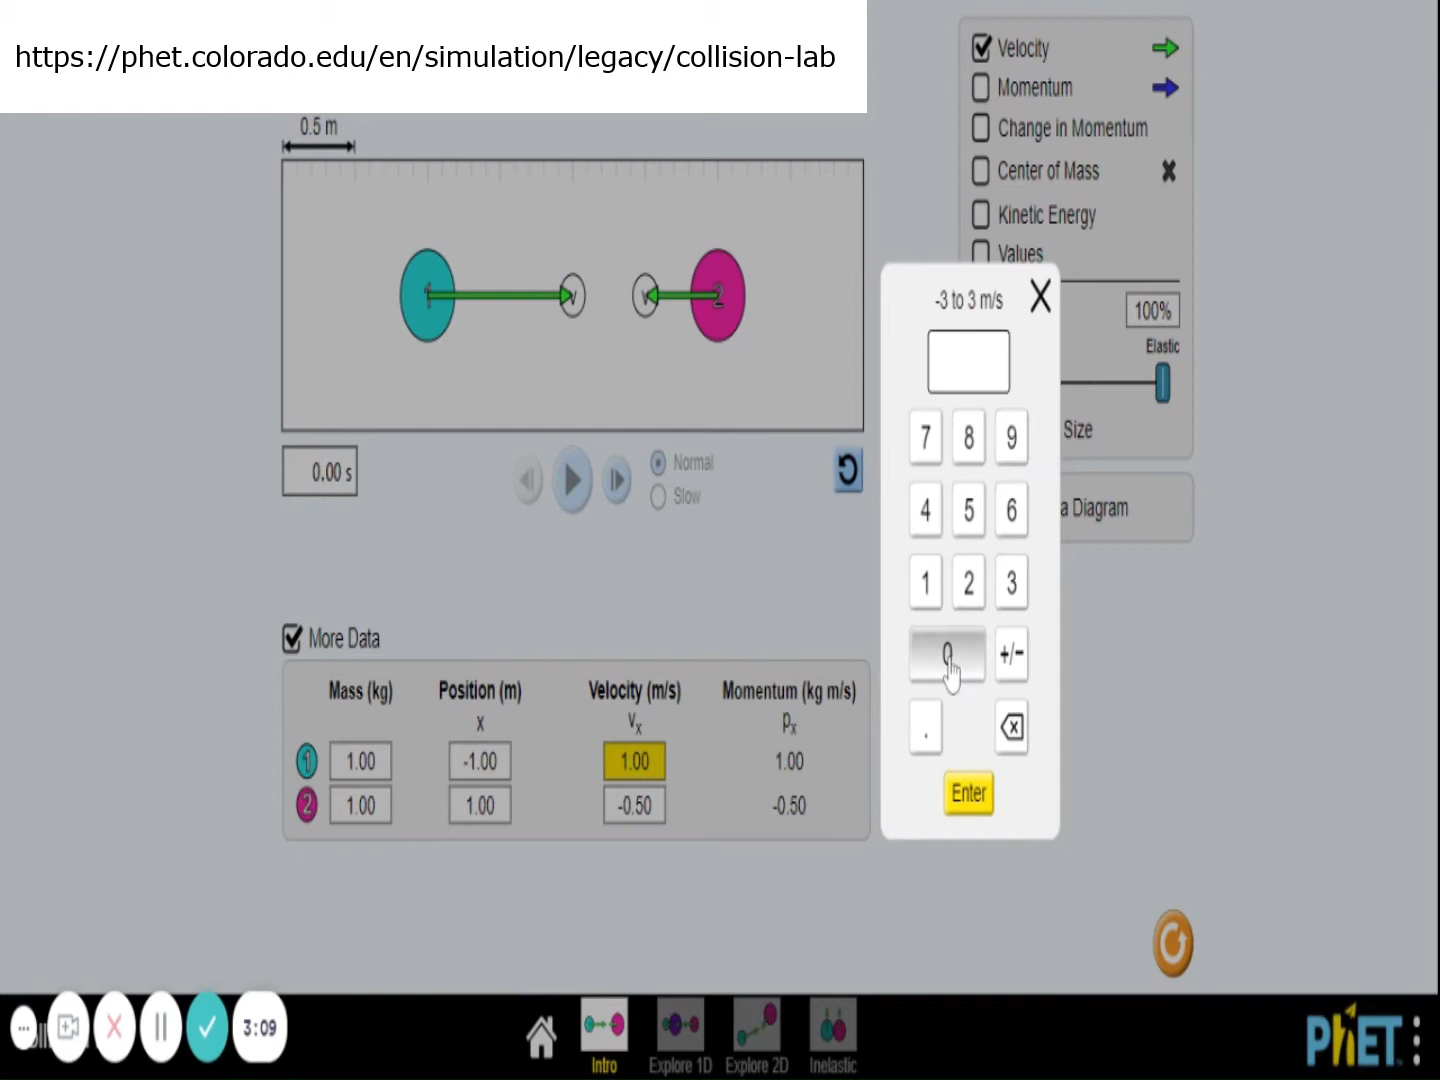 https://phet.colorado.edu/en/simulation/legacy/collision-lab
Velocity
Momentum
Change in Momentum
Center of Mass
Kinetic Energy
Values
0.5 m
1 v v 2
-3 to 3 m/s X
100%
Elastic
Size
7 8 9
4 5 6
1 2 3
0 +/−
.
Enter
0.00 s
Normal
Slow
a Diagram
More Data
Mass (kg) Position (m) Velocity (m/s) Momentum (kg m/s)
x vx px
1 1.00 -1.00 1.00 1.00
2 1.00 1.00 -0.50 -0.50
3:09
Intro Explore 1D Explore 2D Inelastic
PhET